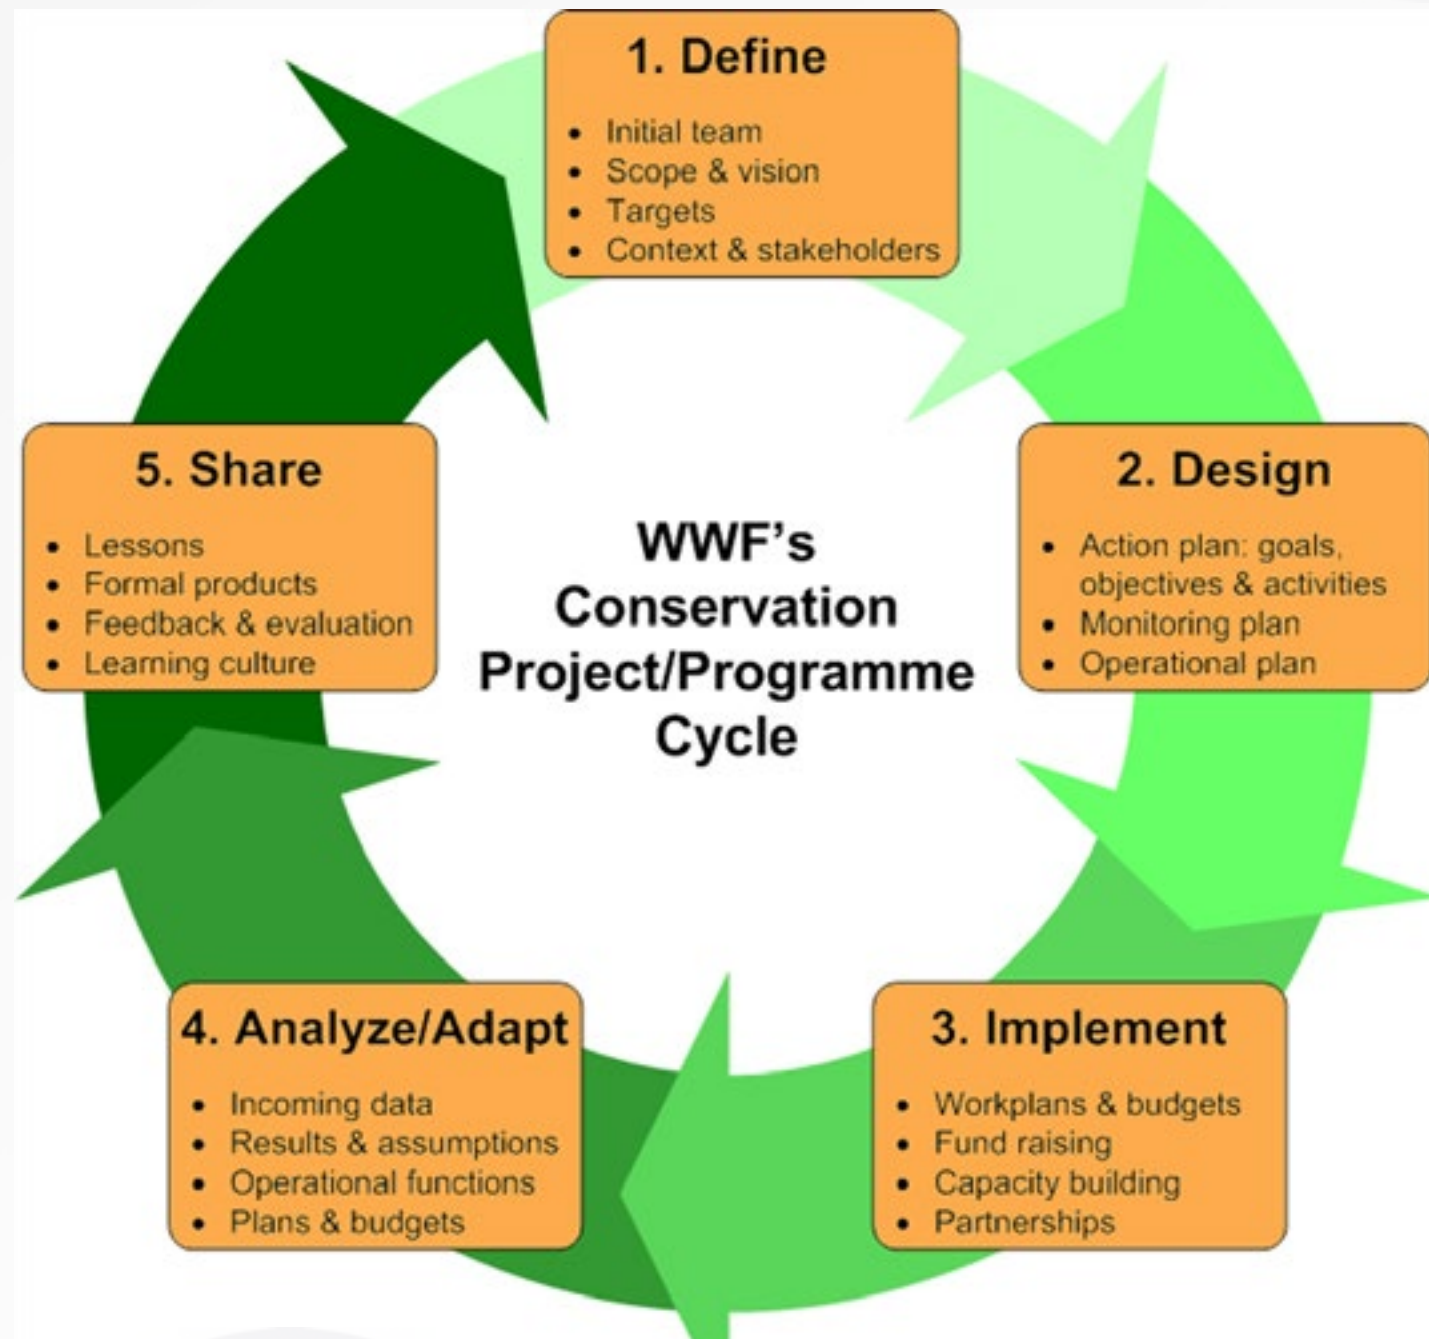 1. Define
• Initial team
• Scope & vision
• Targets
• Context & stakeholders
2. Design
• Action plan: goals,
objectives & activities
• Monitoring plan
• Operational plan
3. Implement
• Workplans & budgets
• Fund raising
• Capacity building
• Partnerships
4. Analyze/Adapt
• Incoming data
• Results & assumptions
• Operational functions
• Plans & budgets
5. Share
• Lessons
• Formal products
• Feedback & evaluation
• Learning culture
WWF's
Conservation
Project/Programme
Cycle